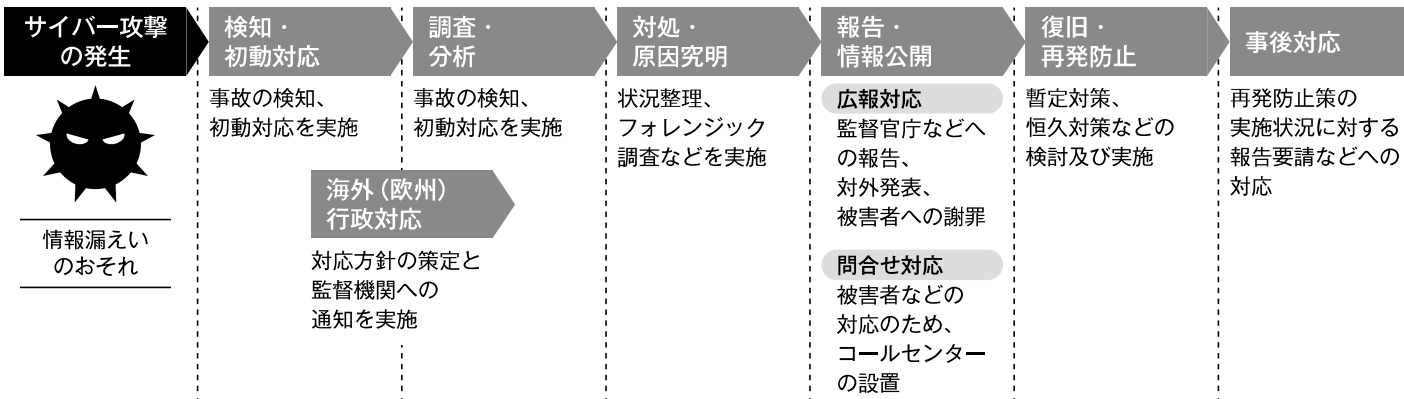 サイバー攻撃
の発生
情報漏えい
のおそれ
検知・
初動対応
事故の検知、
初動対応を実施
調査・
分析
事故の検知、
初動対応を実施
海外（欧州）
行政対応
対応方針の策定と
監督機関への
通知を実施
対処・
原因究明
状況整理、
フォレンジック
調査などを実施
報告・
情報公開
広報対応
監督官庁などへ
の報告、
対外発表、
被害者への謝罪
問合せ対応
被害者などの
対応のため、
コールセンター
の設置
復旧・
再発防止
暫定対策、
恒久対策などの
検討及び実施
事後対応
再発防止策の
実施状況に対する
報告要請などへの
対応